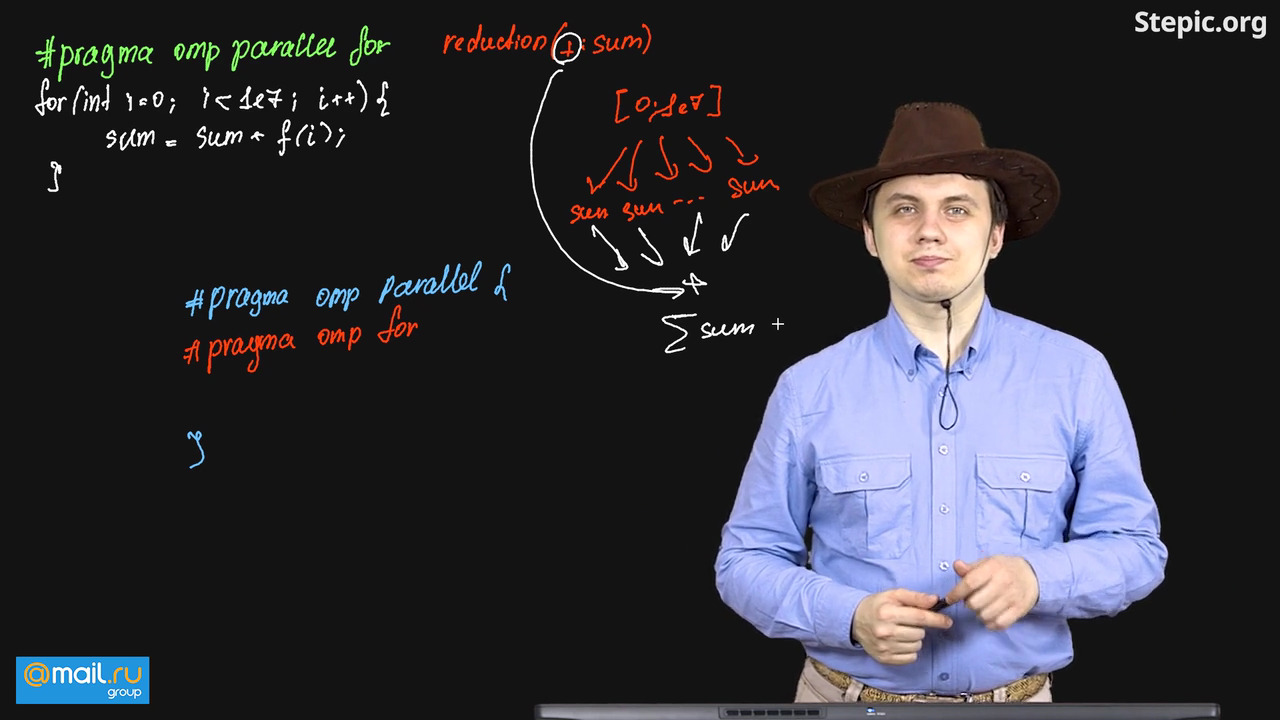 Stepic.org
#pragma omp parallel for reduction(+: sum)
for(int i=0; i<1e7; i++){
sum = sum + f(i);
}
[0;1e7]
sum sum ... sum
+
∑ sum +
#pragma omp parallel {
#pragma omp for
}
@mail.ru
group